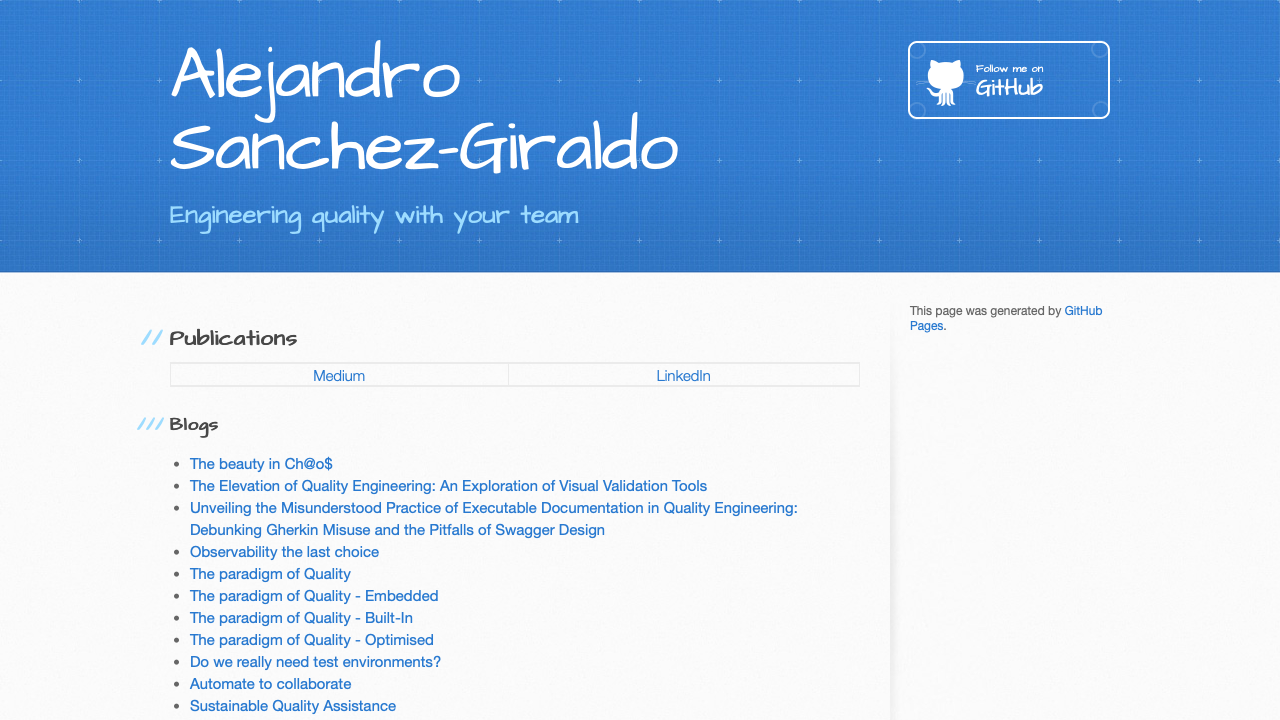 Alejandro
Sanchez-Giraldo
Engineering quality with your team
Follow me on
GitHub
This page was generated by GitHub
Pages.
// Publications
Medium LinkedIn
/// Blogs
• The beauty in Ch@o$
• The Elevation of Quality Engineering: An Exploration of Visual Validation Tools
• Unveiling the Misunderstood Practice of Executable Documentation in Quality Engineering:
Debunking Gherkin Misuse and the Pitfalls of Swagger Design
• Observability the last choice
• The paradigm of Quality
• The paradigm of Quality - Embedded
• The paradigm of Quality - Built-In
• The paradigm of Quality - Optimised
• Do we really need test environments?
• Automate to collaborate
• Sustainable Quality Assistance